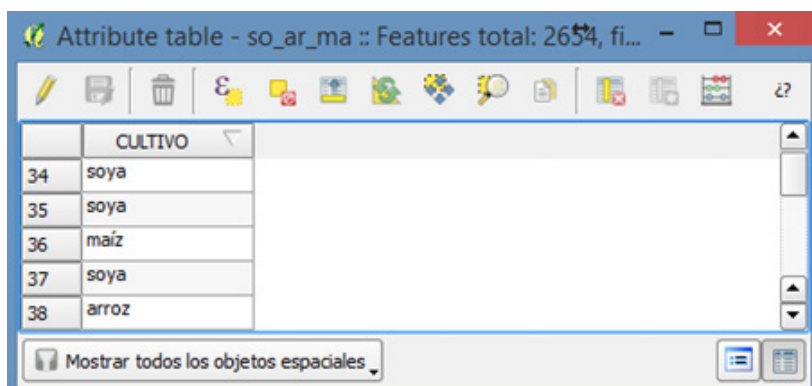 Attribute table - so_ar_ma :: Features total: 2654, fi...
ε
¿?
CULTIVO
34 soya
35 soya
36 maíz
37 soya
38 arroz
Mostrar todos los objetos espaciales